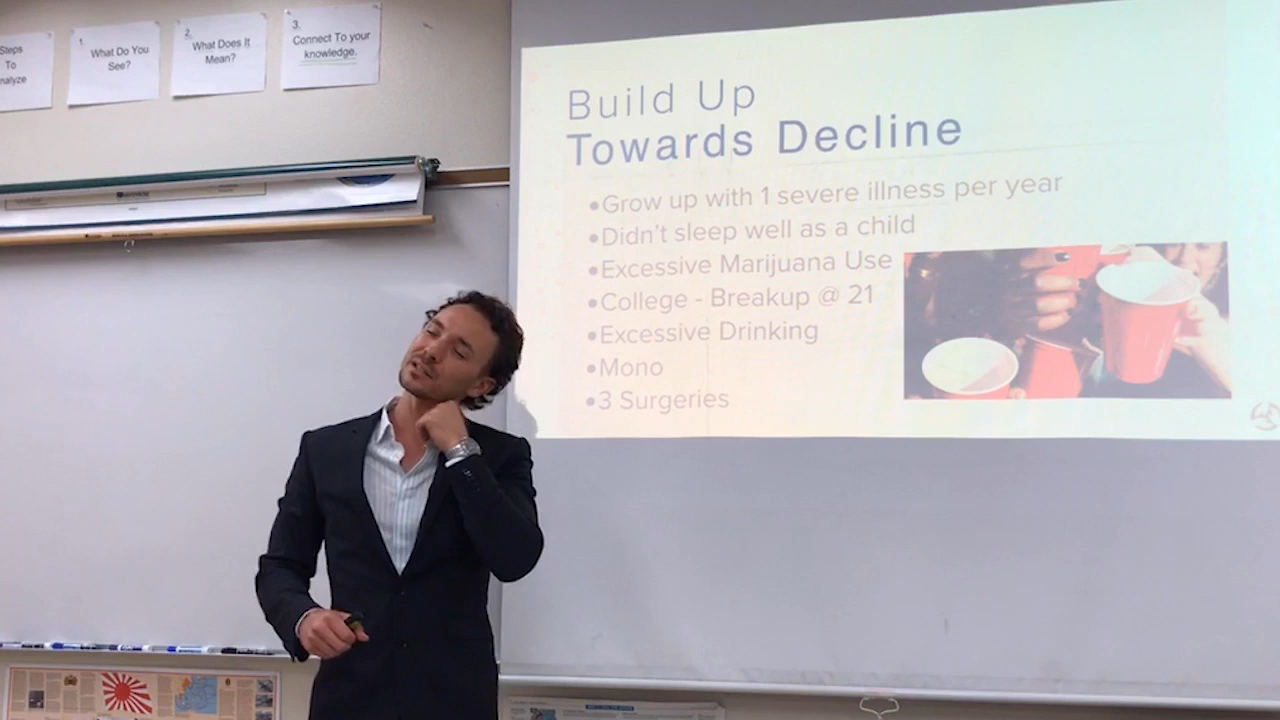 Steps
To
nalyze
1.
What Do You
See?
2.
What Does It
Mean?
3.
Connect To your
knowledge.
Build Up
Towards Decline
•Grow up with 1 severe illness per year
•Didn't sleep well as a child
•Excessive Marijuana Use
•College - Breakup @ 21
•Excessive Drinking
•Mono
•3 Surgeries